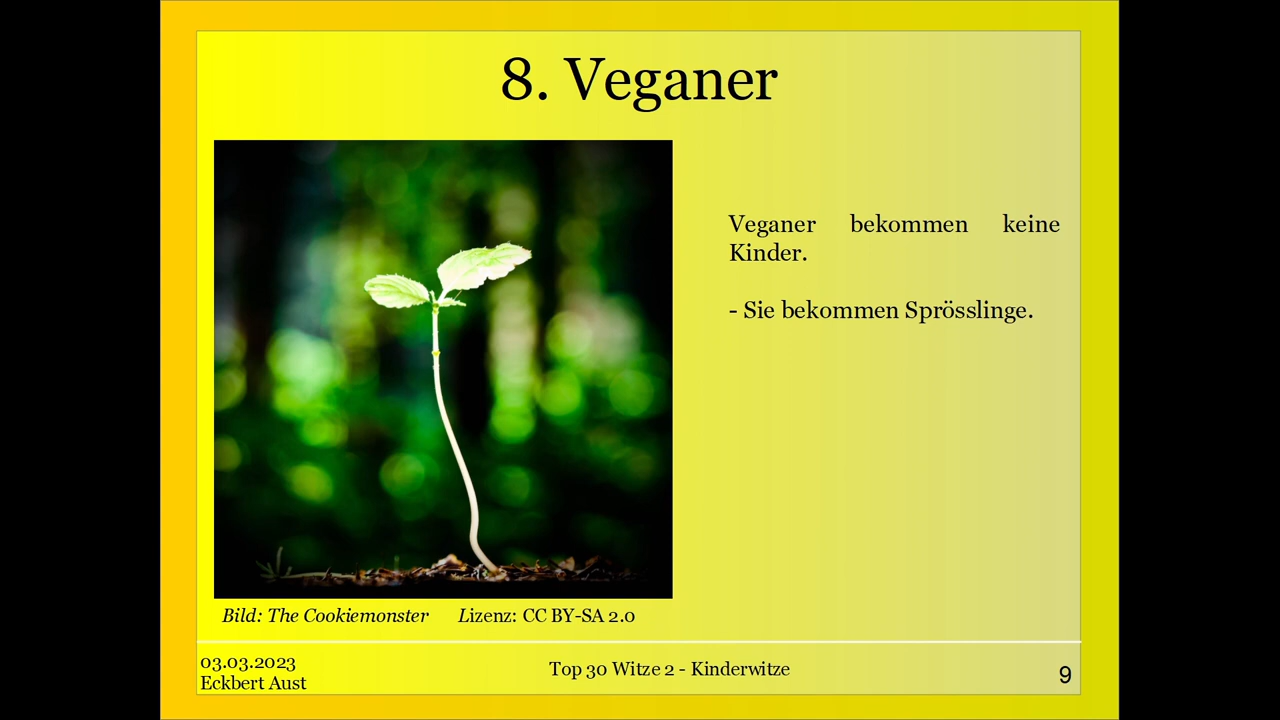 8. Veganer
Veganer bekommen keine
Kinder.
- Sie bekommen Sprösslinge.
Bild: The Cookiemonster Lizenz: CC BY-SA 2.0
03.03.2023
Eckbert Aust
Top 30 Witze 2 - Kinderwitze
9